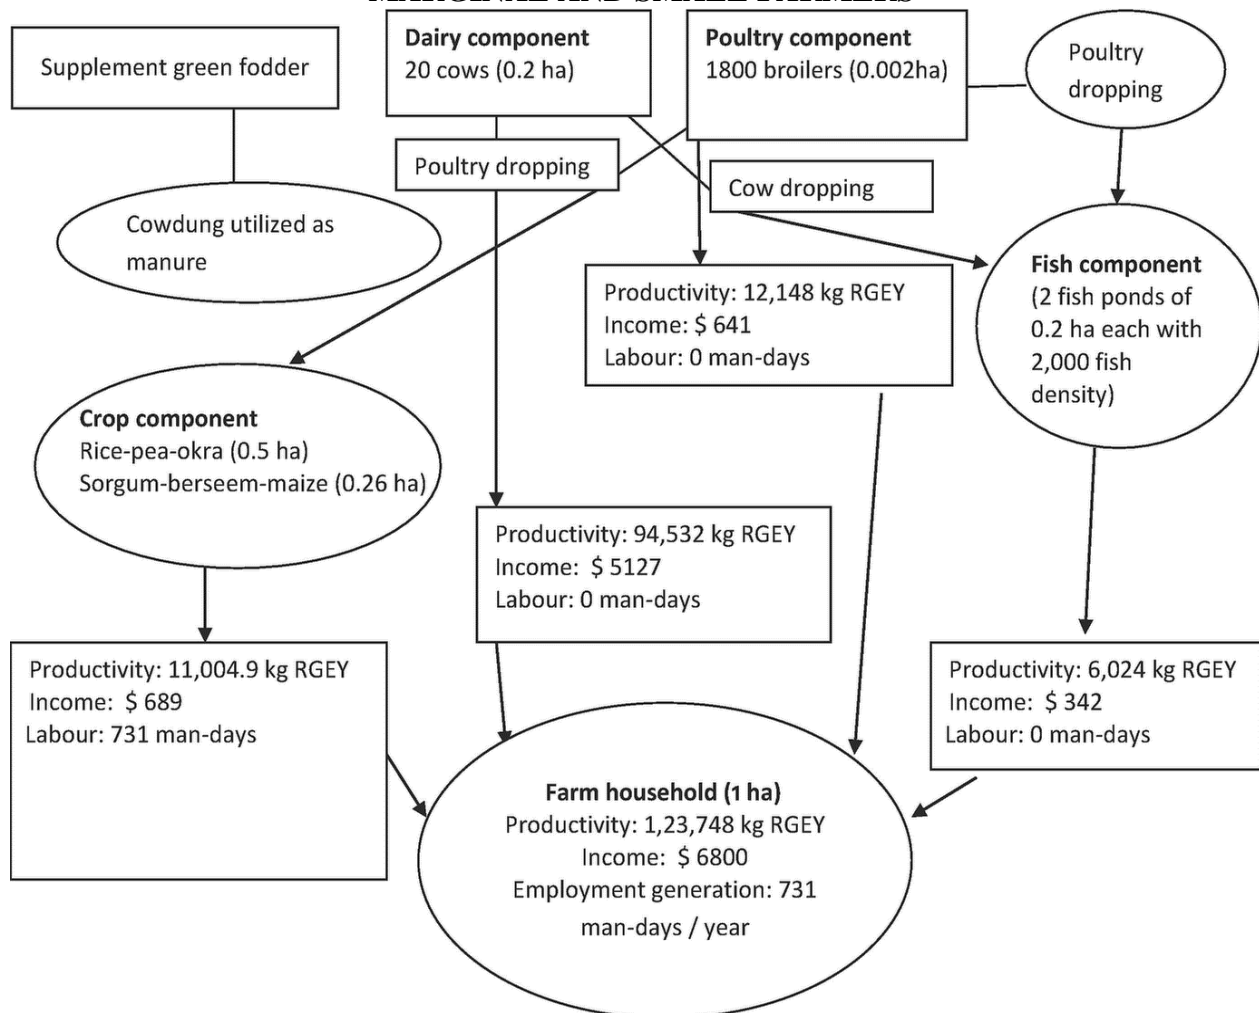 MARGINAL AND SMALL FARMERS
Supplement green fodder
Dairy component
20 cows (0.2 ha)
Poultry component
1800 broilers (0.002ha)
Poultry
dropping
Poultry dropping
Cow dropping
Cowdung utilized as
manure
Productivity: 12,148 kg RGEY
Income: $ 641
Labour: 0 man-days
Fish component
(2 fish ponds of
0.2 ha each with
2,000 fish
density)
Crop component
Rice-pea-okra (0.5 ha)
Sorgum-berseem-maize (0.26 ha)
Productivity: 94,532 kg RGEY
Income:  $ 5127
Labour: 0 man-days
Productivity: 11,004.9 kg RGEY
Income:  $ 689
Labour: 731 man-days
Productivity: 6,024 kg RGEY
Income: $ 342
Labour: 0 man-days
Farm household (1 ha)
Productivity: 1,23,748 kg RGEY
Income:  $ 6800
Employment generation: 731
man-days / year